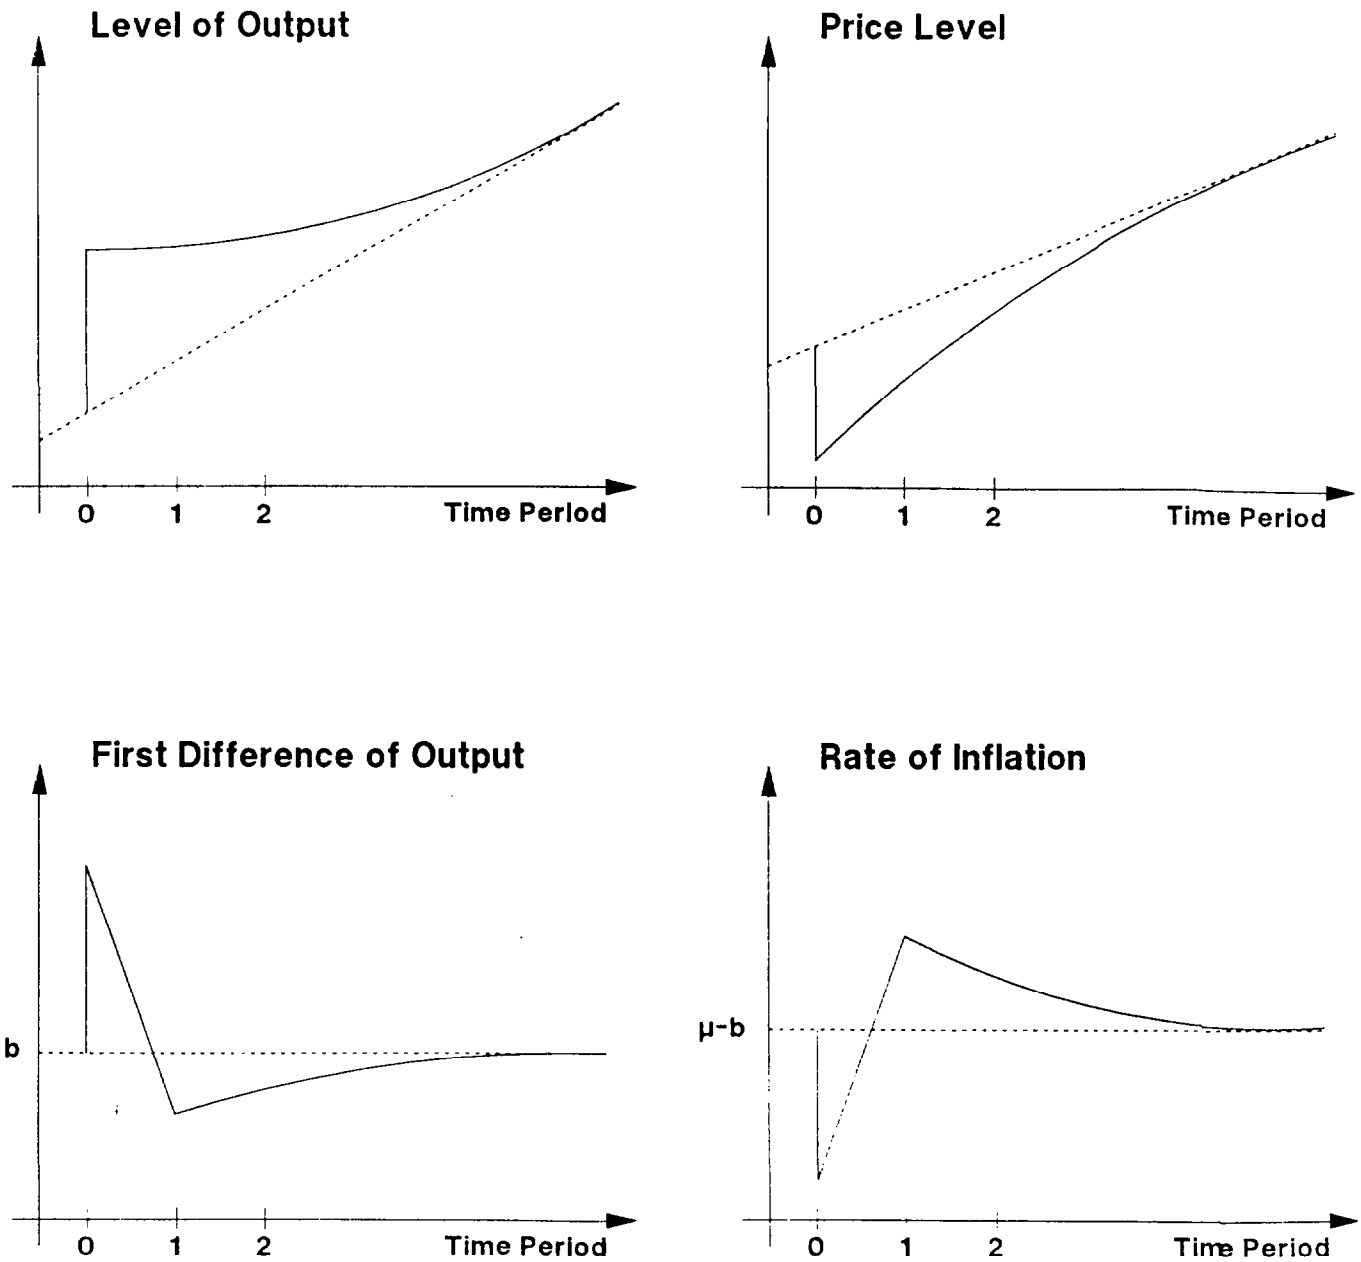 Level of Output
0 1 2 Time Period
Price Level
0 1 2 Time Period
First Difference of Output
b
0 1 2 Time Period
Rate of Inflation
μ-b
0 1 2 Time Period